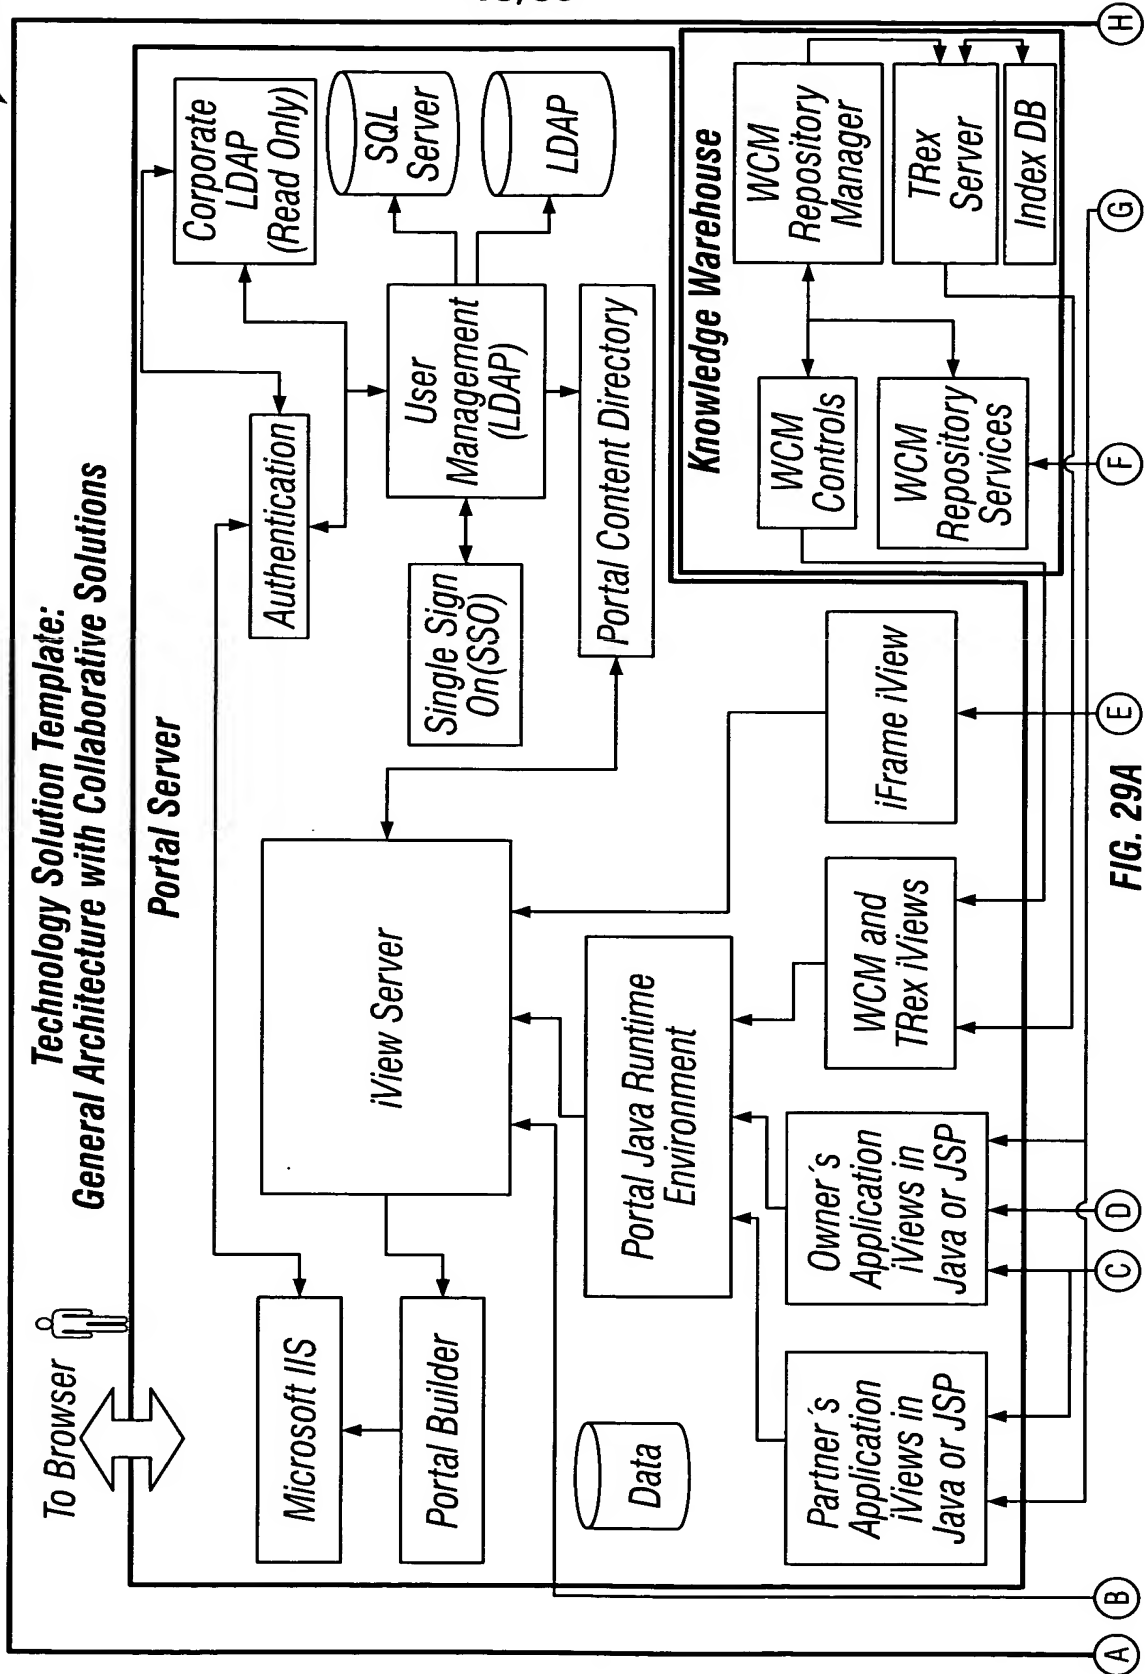 Technology Solution Template:
General Architecture with Collaborative Solutions
To Browser
Portal Server
Microsoft IIS
Portal Builder
iView Server
Authentication
Corporate
LDAP
(Read Only)
SQL
Server
LDAP
User
Management
(LDAP)
Single Sign
On(SSO)
Portal Content Directory
Data
Portal Java Runtime
Environment
Partner's
Application
iViews in
Java or JSP
Owner's
Application
iViews in
Java or JSP
WCM and
TRex iViews
iFrame iView
Knowledge Warehouse
WCM
Controls
WCM
Repository
Services
WCM
Repository
Manager
TRex
Server
Index DB
A
B
C
D
E
F
G
H
FIG. 29A